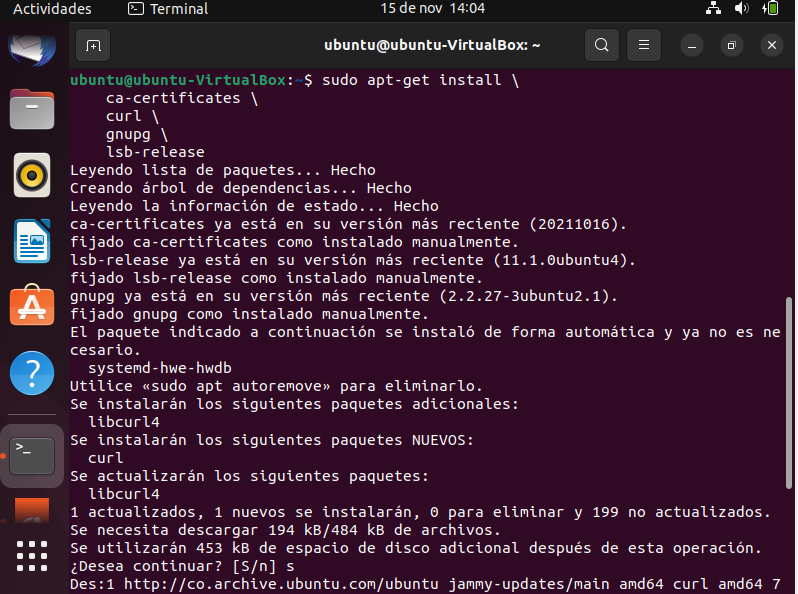 Actividades Terminal 15 de nov 14:04
ubuntu@ubuntu-VirtualBox: ~
ubuntu@ubuntu-VirtualBox:~$ sudo apt-get install \
    ca-certificates \
    curl \
    gnupg \
    lsb-release
Leyendo lista de paquetes... Hecho
Creando árbol de dependencias... Hecho
Leyendo la información de estado... Hecho
ca-certificates ya está en su versión más reciente (20211016).
fijado ca-certificates como instalado manualmente.
lsb-release ya está en su versión más reciente (11.1.0ubuntu4).
fijado lsb-release como instalado manualmente.
gnupg ya está en su versión más reciente (2.2.27-3ubuntu2.1).
fijado gnupg como instalado manualmente.
El paquete indicado a continuación se instaló de forma automática y ya no es ne
cesario.
  systemd-hwe-hwdb
Utilice «sudo apt autoremove» para eliminarlo.
Se instalarán los siguientes paquetes adicionales:
  libcurl4
Se instalarán los siguientes paquetes NUEVOS:
  curl
Se actualizarán los siguientes paquetes:
  libcurl4
1 actualizados, 1 nuevos se instalarán, 0 para eliminar y 199 no actualizados.
Se necesita descargar 194 kB/484 kB de archivos.
Se utilizarán 453 kB de espacio de disco adicional después de esta operación.
¿Desea continuar? [S/n] s
Des:1 http://co.archive.ubuntu.com/ubuntu jammy-updates/main amd64 curl amd64 7